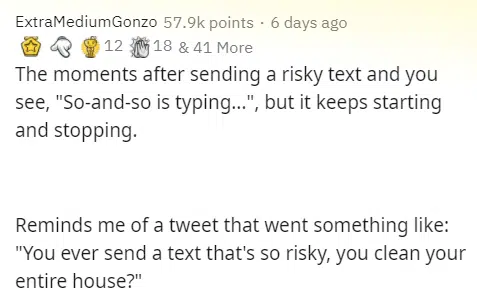 ExtraMediumGonzo 57.9k points · 6 days ago
12 18 & 41 More
The moments after sending a risky text and you
see, "So-and-so is typing...", but it keeps starting
and stopping.
Reminds me of a tweet that went something like:
"You ever send a text that's so risky, you clean your
entire house?"